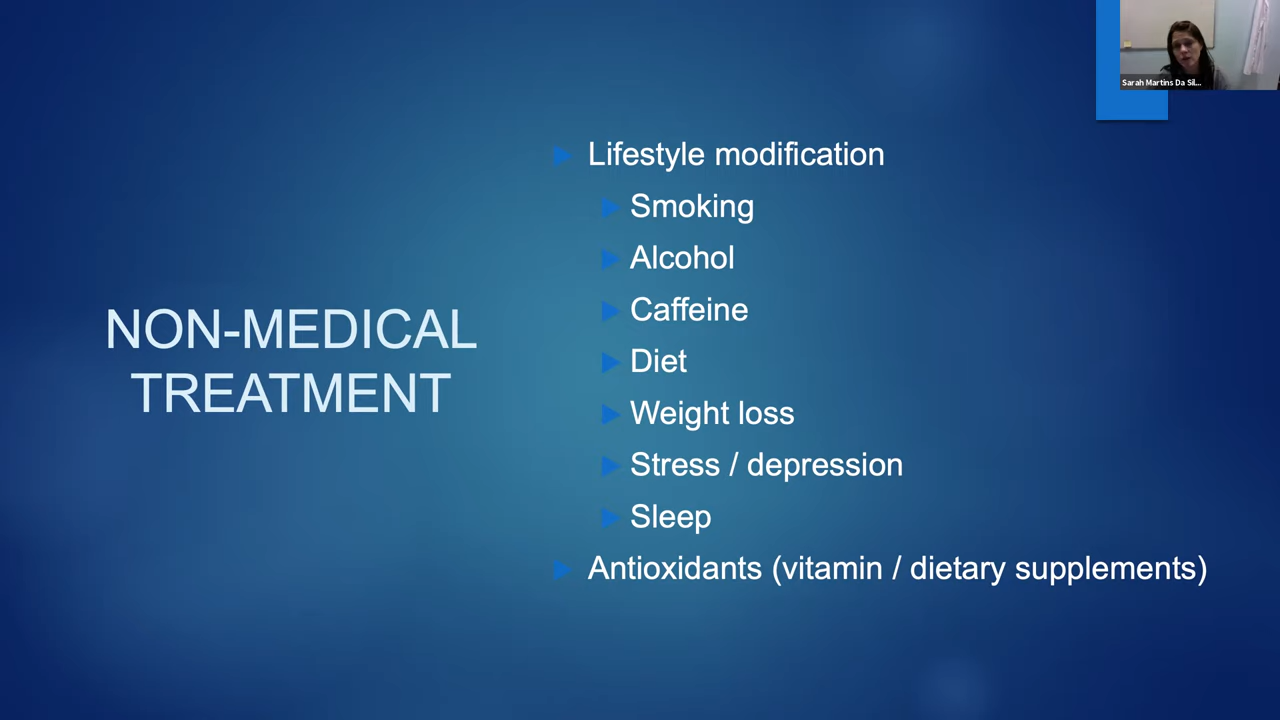 Sarah Martins Da Sil...
NON-MEDICAL
TREATMENT
Lifestyle modification
Smoking
Alcohol
Caffeine
Diet
Weight loss
Stress / depression
Sleep
Antioxidants (vitamin / dietary supplements)